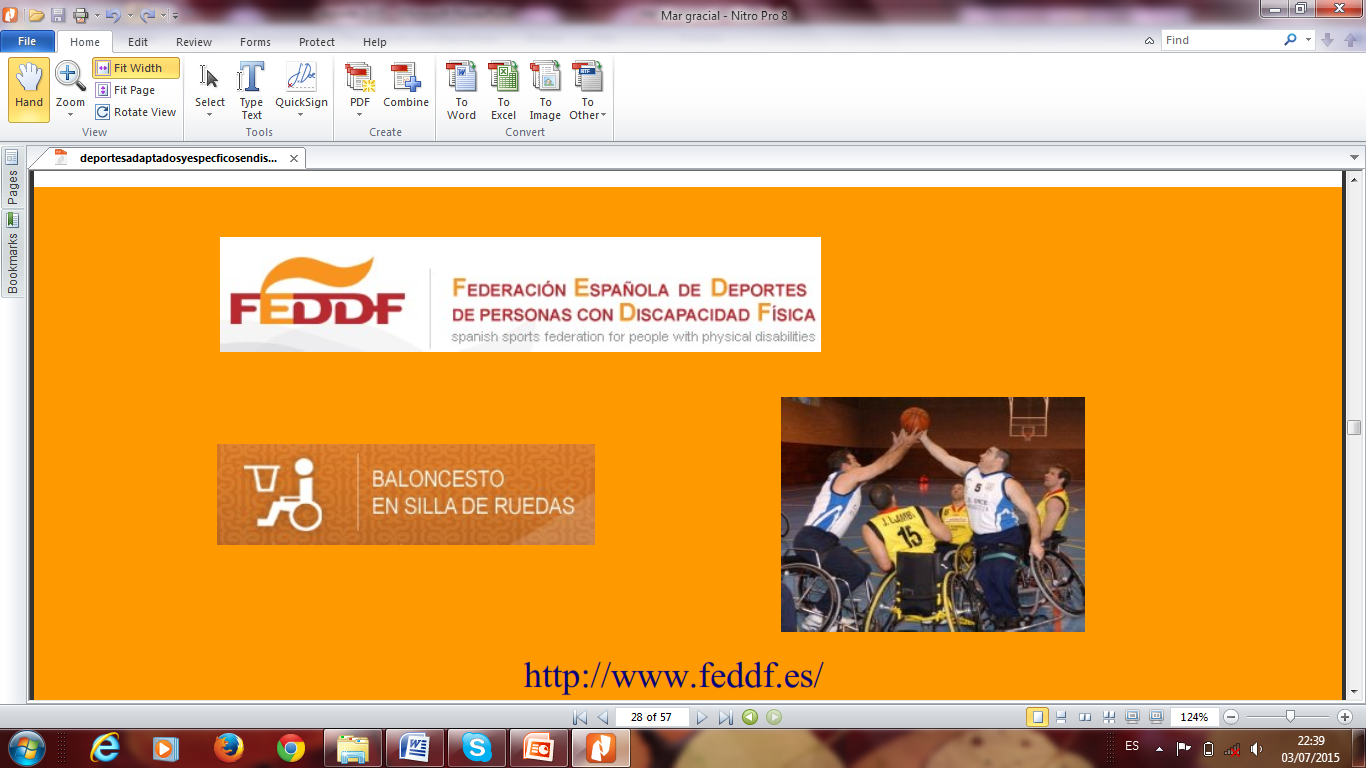 Mar gracial - Nitro Pro 8
File Home Edit Review Forms Protect Help
Find
Hand
Zoom
Fit Width
Fit Page
Rotate View
View
Select
Type
Text
QuickSign
Tools
PDF
Combine
Create
To
Word
To
Excel
To
Image
To
Other
Convert
deportesadaptadosyespecficosendis...
Pages
Bookmarks
FEDDF
FEDERACIÓN ESPAÑOLA DE DEPORTES
DE PERSONAS CON DISCAPACIDAD FÍSICA
spanish sports federation for people with physical disabilities
BALONCESTO
EN SILLA DE RUEDAS
5
15
http://www.feddf.es/
28 of 57
124%
ES
22:39
03/07/2015